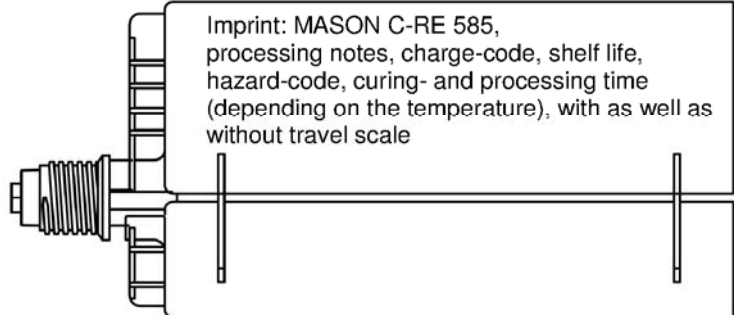 Imprint: MASON C-RE 585,
processing notes, charge-code, shelf life,
hazard-code, curing- and processing time
(depending on the temperature), with as well as
without travel scale